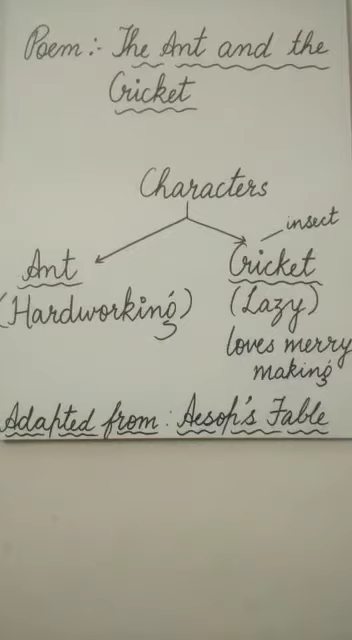 Poem :- The Ant and the
Cricket
Characters
insect
Ant
Cricket
(Hardworking)
(Lazy)
loves merry
making
Adapted from : Aesop's Fable